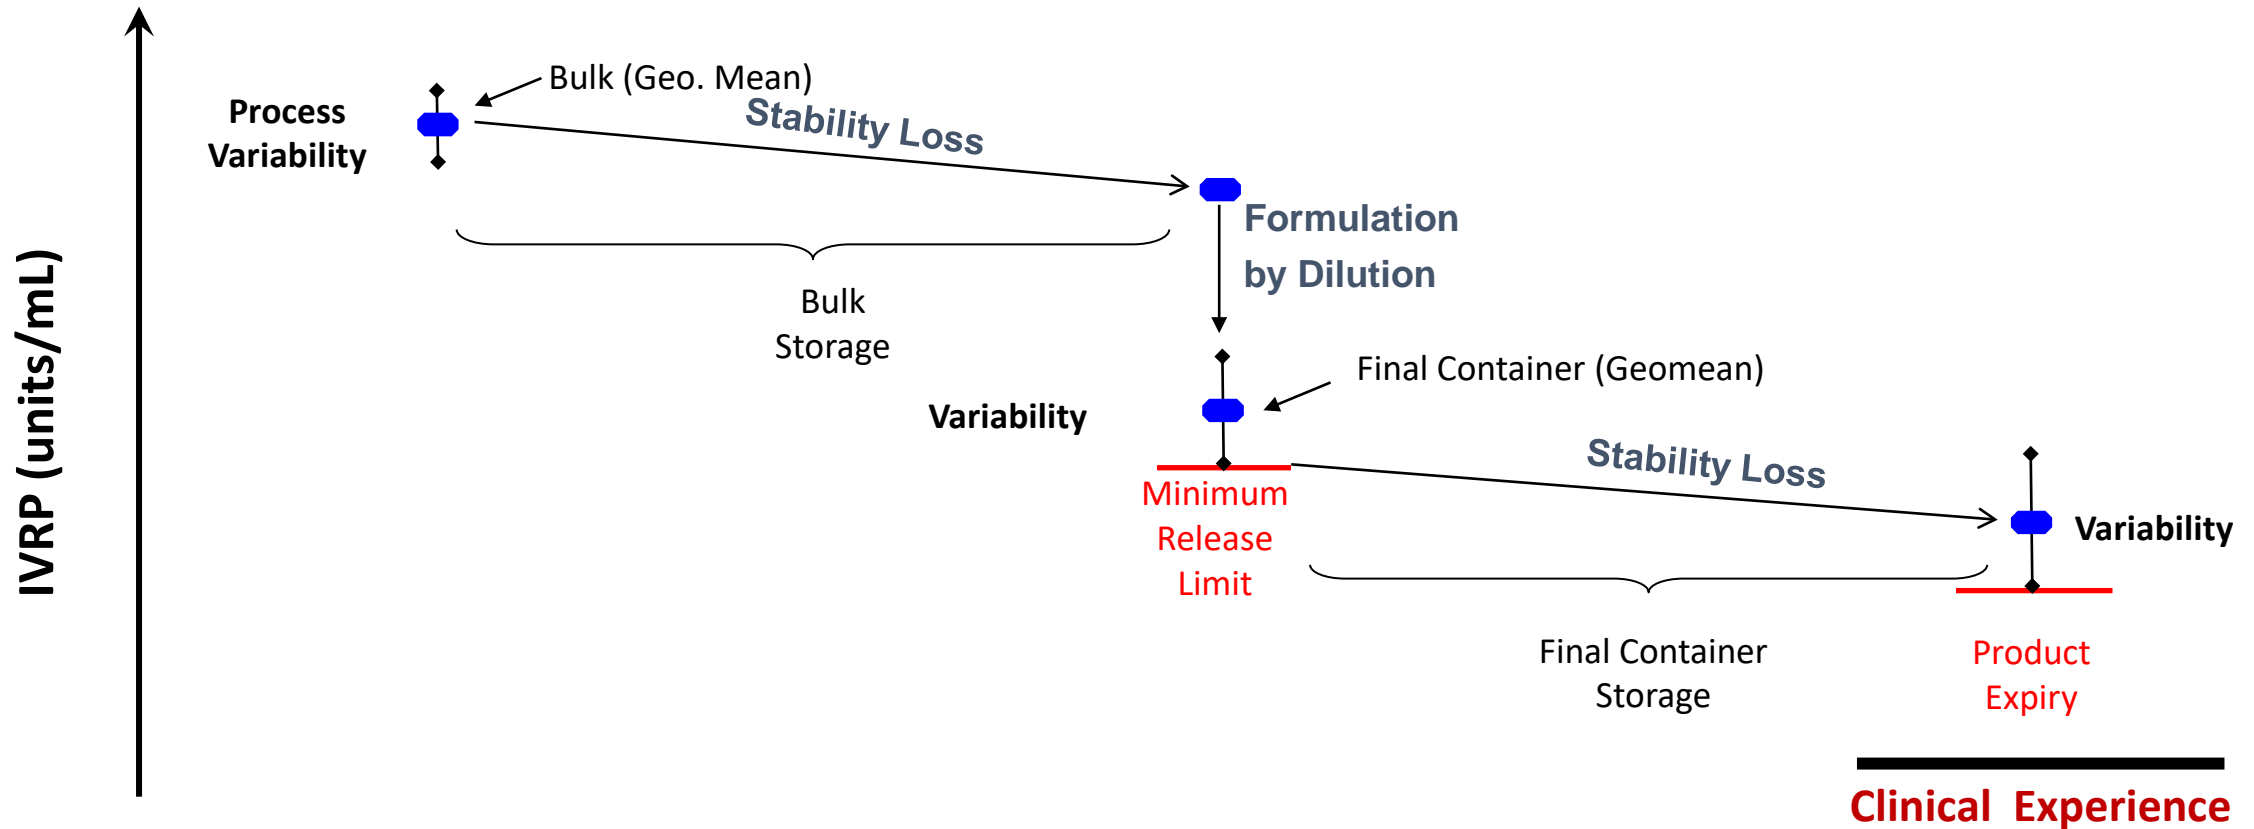 IVRP (units/mL)
Process
Variability
Bulk (Geo. Mean)
Stability Loss
Bulk
Storage
Formulation
by Dilution
Final Container (Geomean)
Variability
Minimum
Release
Limit
Stability Loss
Variability
Final Container
Storage
Product
Expiry
Clinical  Experience